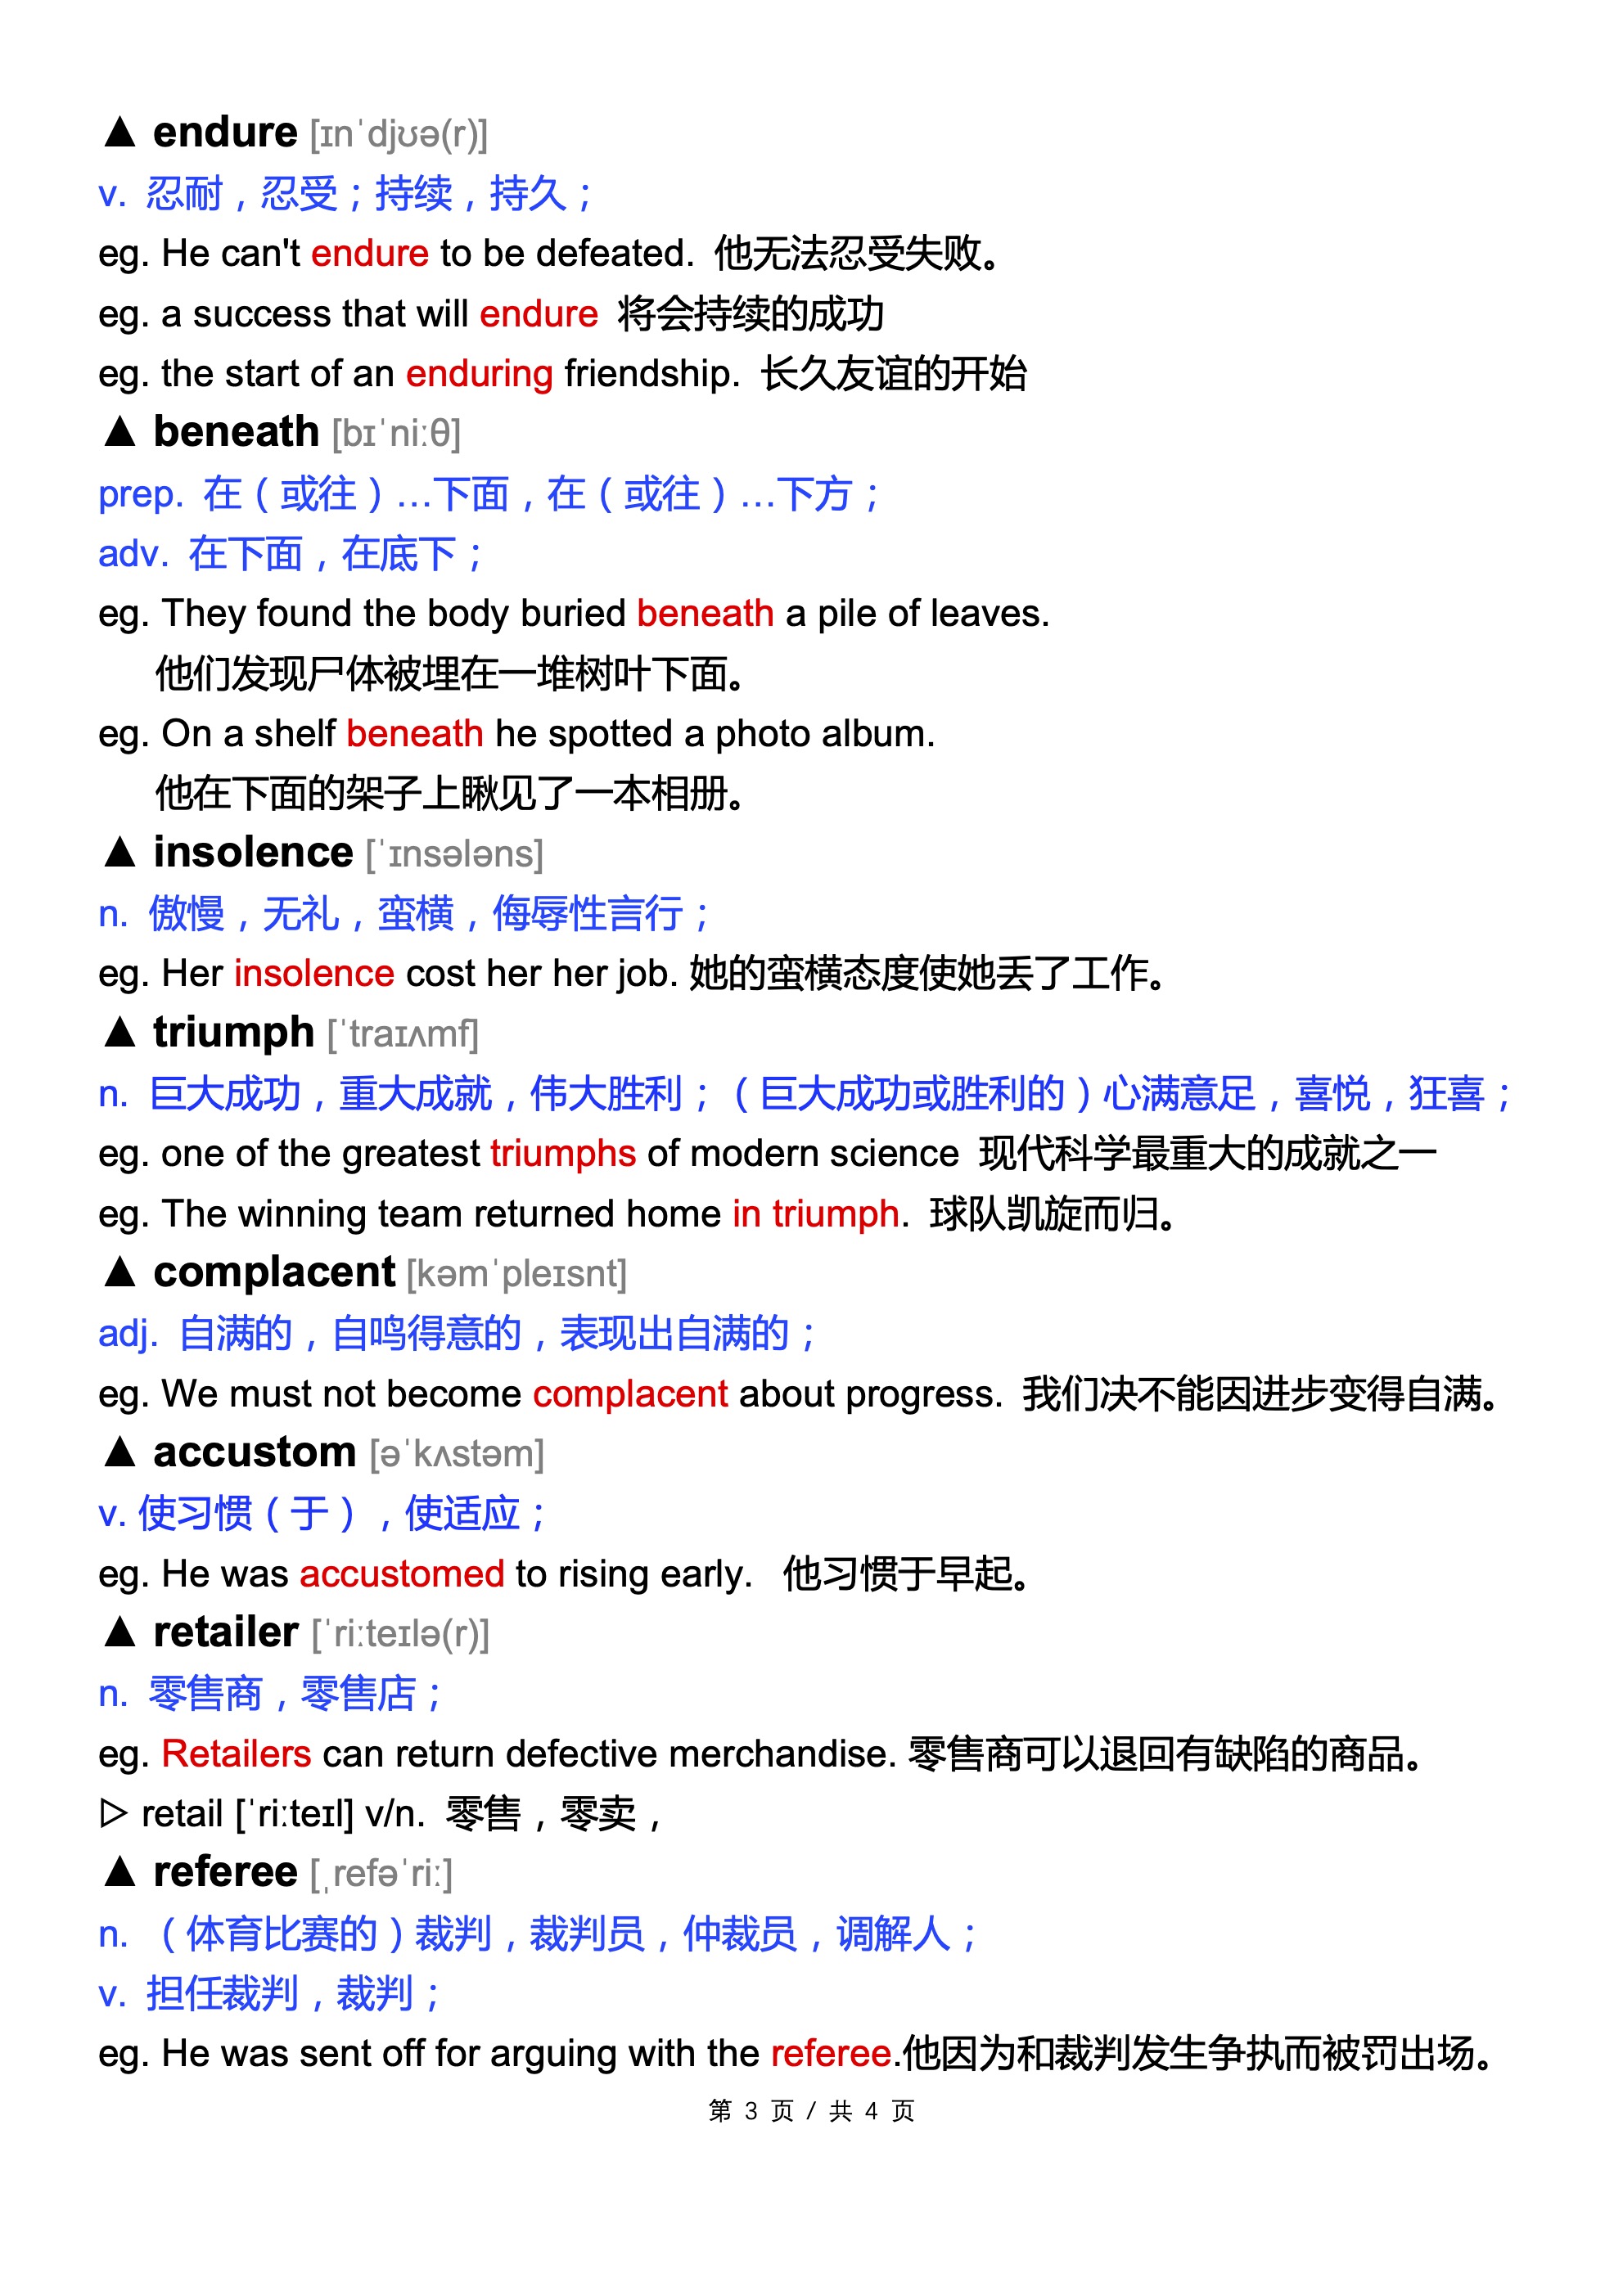 ▲ endure [ɪnˈdjʊə(r)]
v. 忍耐，忍受；持续，持久；
eg. He can't endure to be defeated. 他无法忍受失败。
eg. a success that will endure 将会持续的成功
eg. the start of an enduring friendship. 长久友谊的开始
▲ beneath [bɪˈniːθ]
prep. 在（或往）…下面，在（或往）…下方；
adv. 在下面，在底下；
eg. They found the body buried beneath a pile of leaves.
他们发现尸体被埋在一堆树叶下面。
eg. On a shelf beneath he spotted a photo album.
他在下面的架子上瞅见了一本相册。
▲ insolence [ˈɪnsələns]
n. 傲慢，无礼，蛮横，侮辱性言行；
eg. Her insolence cost her her job. 她的蛮横态度使她丢了工作。
▲ triumph [ˈtraɪʌmf]
n. 巨大成功，重大成就，伟大胜利；（巨大成功或胜利的）心满意足，喜悦，狂喜；
eg. one of the greatest triumphs of modern science 现代科学最重大的成就之一
eg. The winning team returned home in triumph. 球队凯旋而归。
▲ complacent [kəmˈpleɪsnt]
adj. 自满的，自鸣得意的，表现出自满的；
eg. We must not become complacent about progress. 我们决不能因进步变得自满。
▲ accustom [əˈkʌstəm]
v. 使习惯（于），使适应；
eg. He was accustomed to rising early. 他习惯于早起。
▲ retailer [ˈriːteɪlə(r)]
n. 零售商，零售店；
eg. Retailers can return defective merchandise. 零售商可以退回有缺陷的商品。
▷ retail [ˈriːteɪl] v/n. 零售，零卖，
▲ referee [ˌrefəˈriː]
n. （体育比赛的）裁判，裁判员，仲裁员，调解人；
v. 担任裁判，裁判；
eg. He was sent off for arguing with the referee.他因为和裁判发生争执而被罚出场。
第 3 页 / 共 4 页